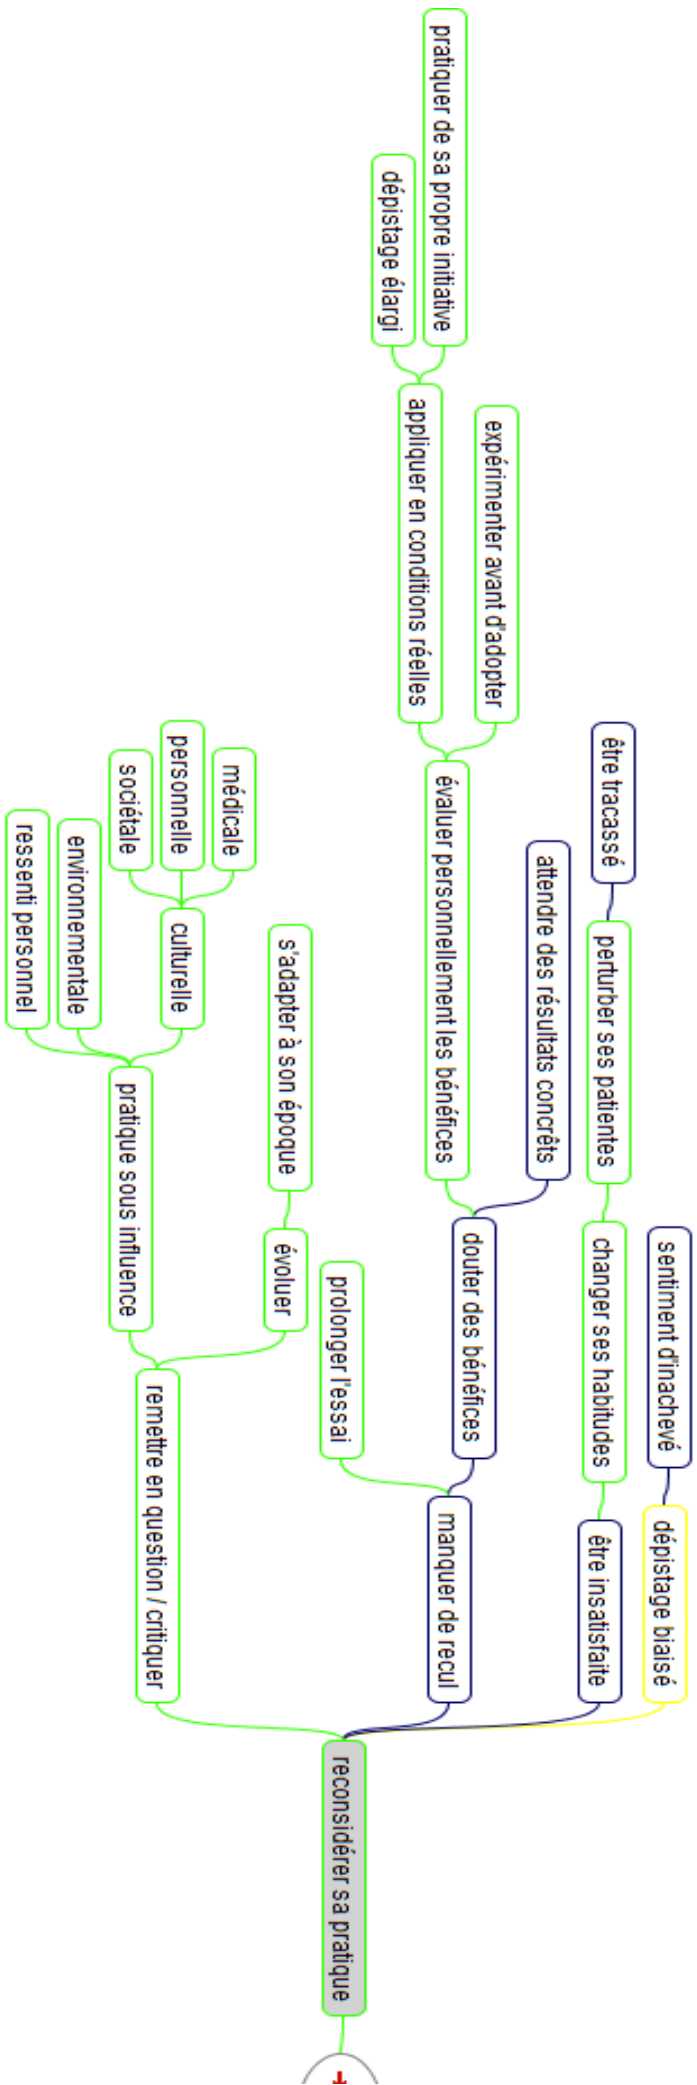 sentiment d'inachevé
dépistage biaisé
être tracassé
perturber ses patientes
changer ses habitudes
être insatisfaite
attendre des résultats concrêts
expérimenter avant d'adopter
pratiquer de sa propre initiative
dépistage élargi
appliquer en conditions réelles
évaluer personnellement les bénéfices
douter des bénéfices
prolonger l'essai
manquer de recul
reconsidérer sa pratique
s'adapter à son époque
évoluer
médicale
personnelle
sociétale
culturelle
environnementale
ressenti personnel
pratique sous influence
remettre en question / critiquer